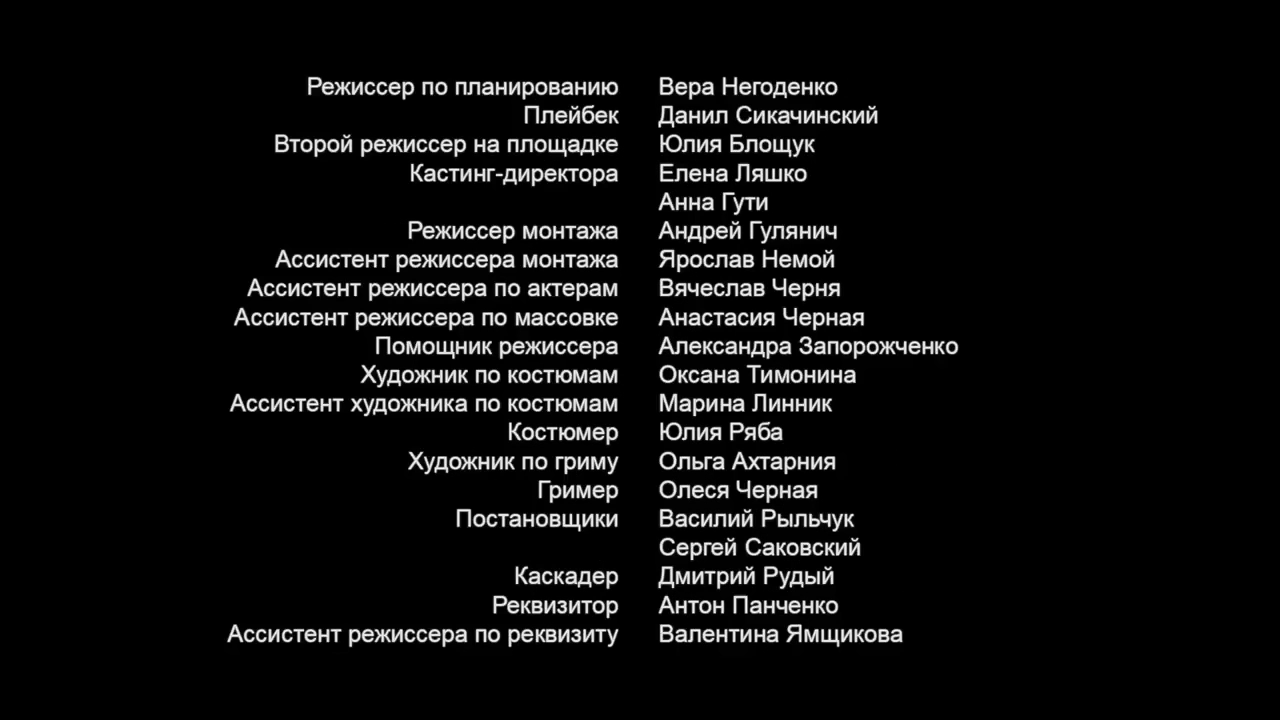 Режиссер по планированию Вера Негоденко
Плейбек Данил Сикачинский
Второй режиссер на площадке Юлия Блощук
Кастинг-директора Елена Ляшко
Анна Гути
Режиссер монтажа Андрей Гулянич
Ассистент режиссера монтажа Ярослав Немой
Ассистент режиссера по актерам Вячеслав Черня
Ассистент режиссера по массовке Анастасия Черная
Помощник режиссера Александра Запорожченко
Художник по костюмам Оксана Тимонина
Ассистент художника по костюмам Марина Линник
Костюмер Юлия Ряба
Художник по гриму Ольга Ахтарния
Гример Олеся Черная
Постановщики Василий Рыльчук
Сергей Саковский
Каскадер Дмитрий Рудый
Реквизитор Антон Панченко
Ассистент режиссера по реквизиту Валентина Ямщикова